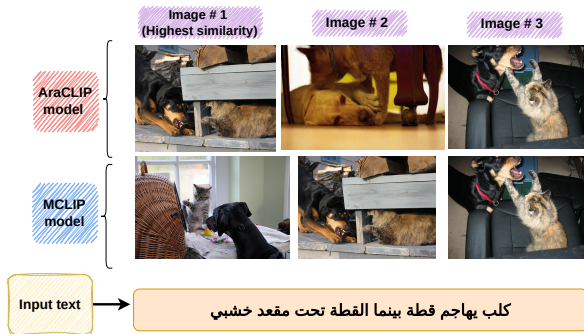 Image # 1
(Highest similarity)
Image # 2
Image # 3
AraCLIP
model
MCLIP
model
Input text
كلب يهاجم قطة بينما القطة تحت مقعد خشبي